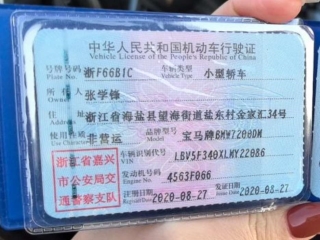 中华人民共和国机动车行驶证
Vehicle License of the People's Republic of China
号牌号码 浙F66B1C 车辆类型 小型轿车
Plate No. Vehicle Type
所有人 张学锋
Owner
住址 浙江省海盐县望海街道盐东村金家汇34号
使用性质 非营运 品牌型号 宝马牌BMW7200DM
Use Character
浙江省嘉兴
市公安局交
通警察支队
车辆识别代号 LBV5F340XLMY22086
发动机号码 4563F066
Engine No.
注册日期 2020-08-27 发证日期 2020-08-27
Register Date Issue Date